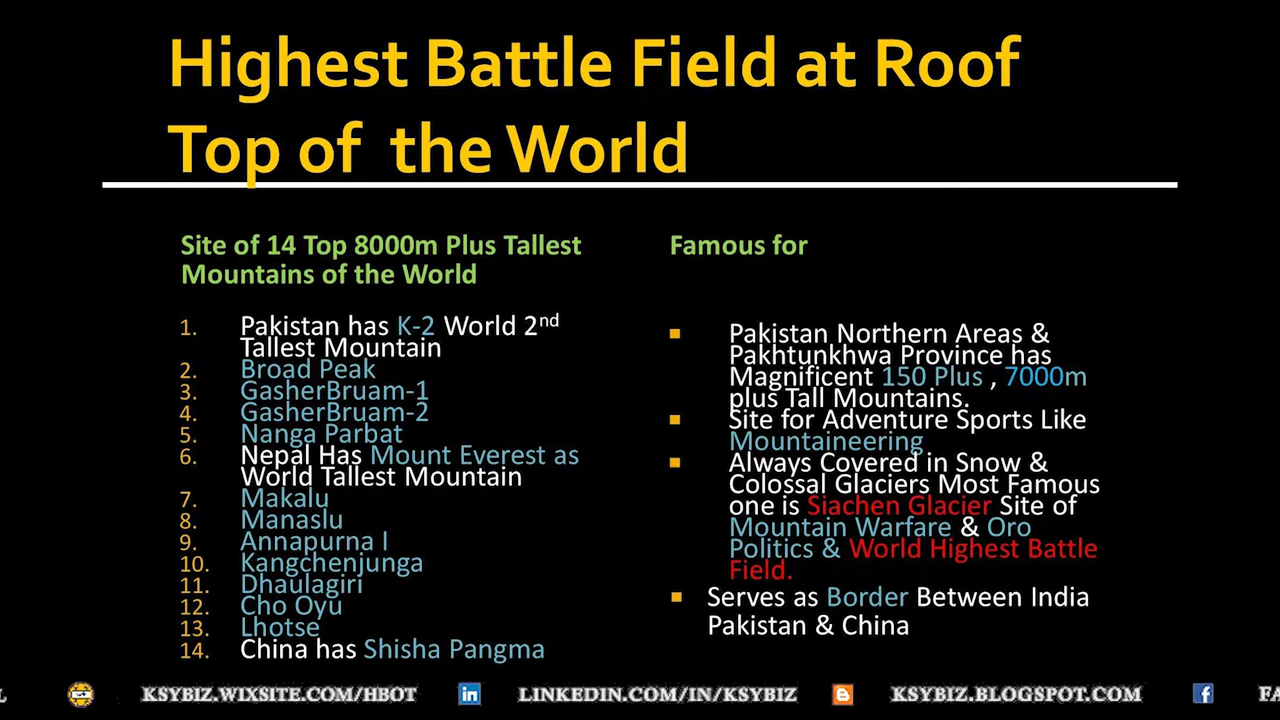 Highest Battle Field at Roof
Top of the World
Site of 14 Top 8000m Plus Tallest
Mountains of the World
1. Pakistan has K-2 World 2nd
Tallest Mountain
2. Broad Peak
3. GasherBruam-1
4. GasherBruam-2
5. Nanga Parbat
6. Nepal Has Mount Everest as
World Tallest Mountain
7. Makalu
8. Manaslu
9. Annapurna I
10. Kangchenjunga
11. Dhaulagiri
12. Cho Oyu
13. Lhotse
14. China has Shisha Pangma
Famous for
Pakistan Northern Areas &
Pakhtunkhwa Province has
Magnificent 150 Plus , 7000m
plus Tall Mountains.
Site for Adventure Sports Like
Mountaineering
Always Covered in Snow &
Colossal Glaciers Most Famous
one is Siachen Glacier Site of
Mountain Warfare & Oro
Politics & World Highest Battle
Field.
Serves as Border Between India
Pakistan & China
L KSYBIZ.WIXSITE.COM/HBOT LINKEDIN.COM/IN/KSYBIZ KSYBIZ.BLOGSPOT.COM FA